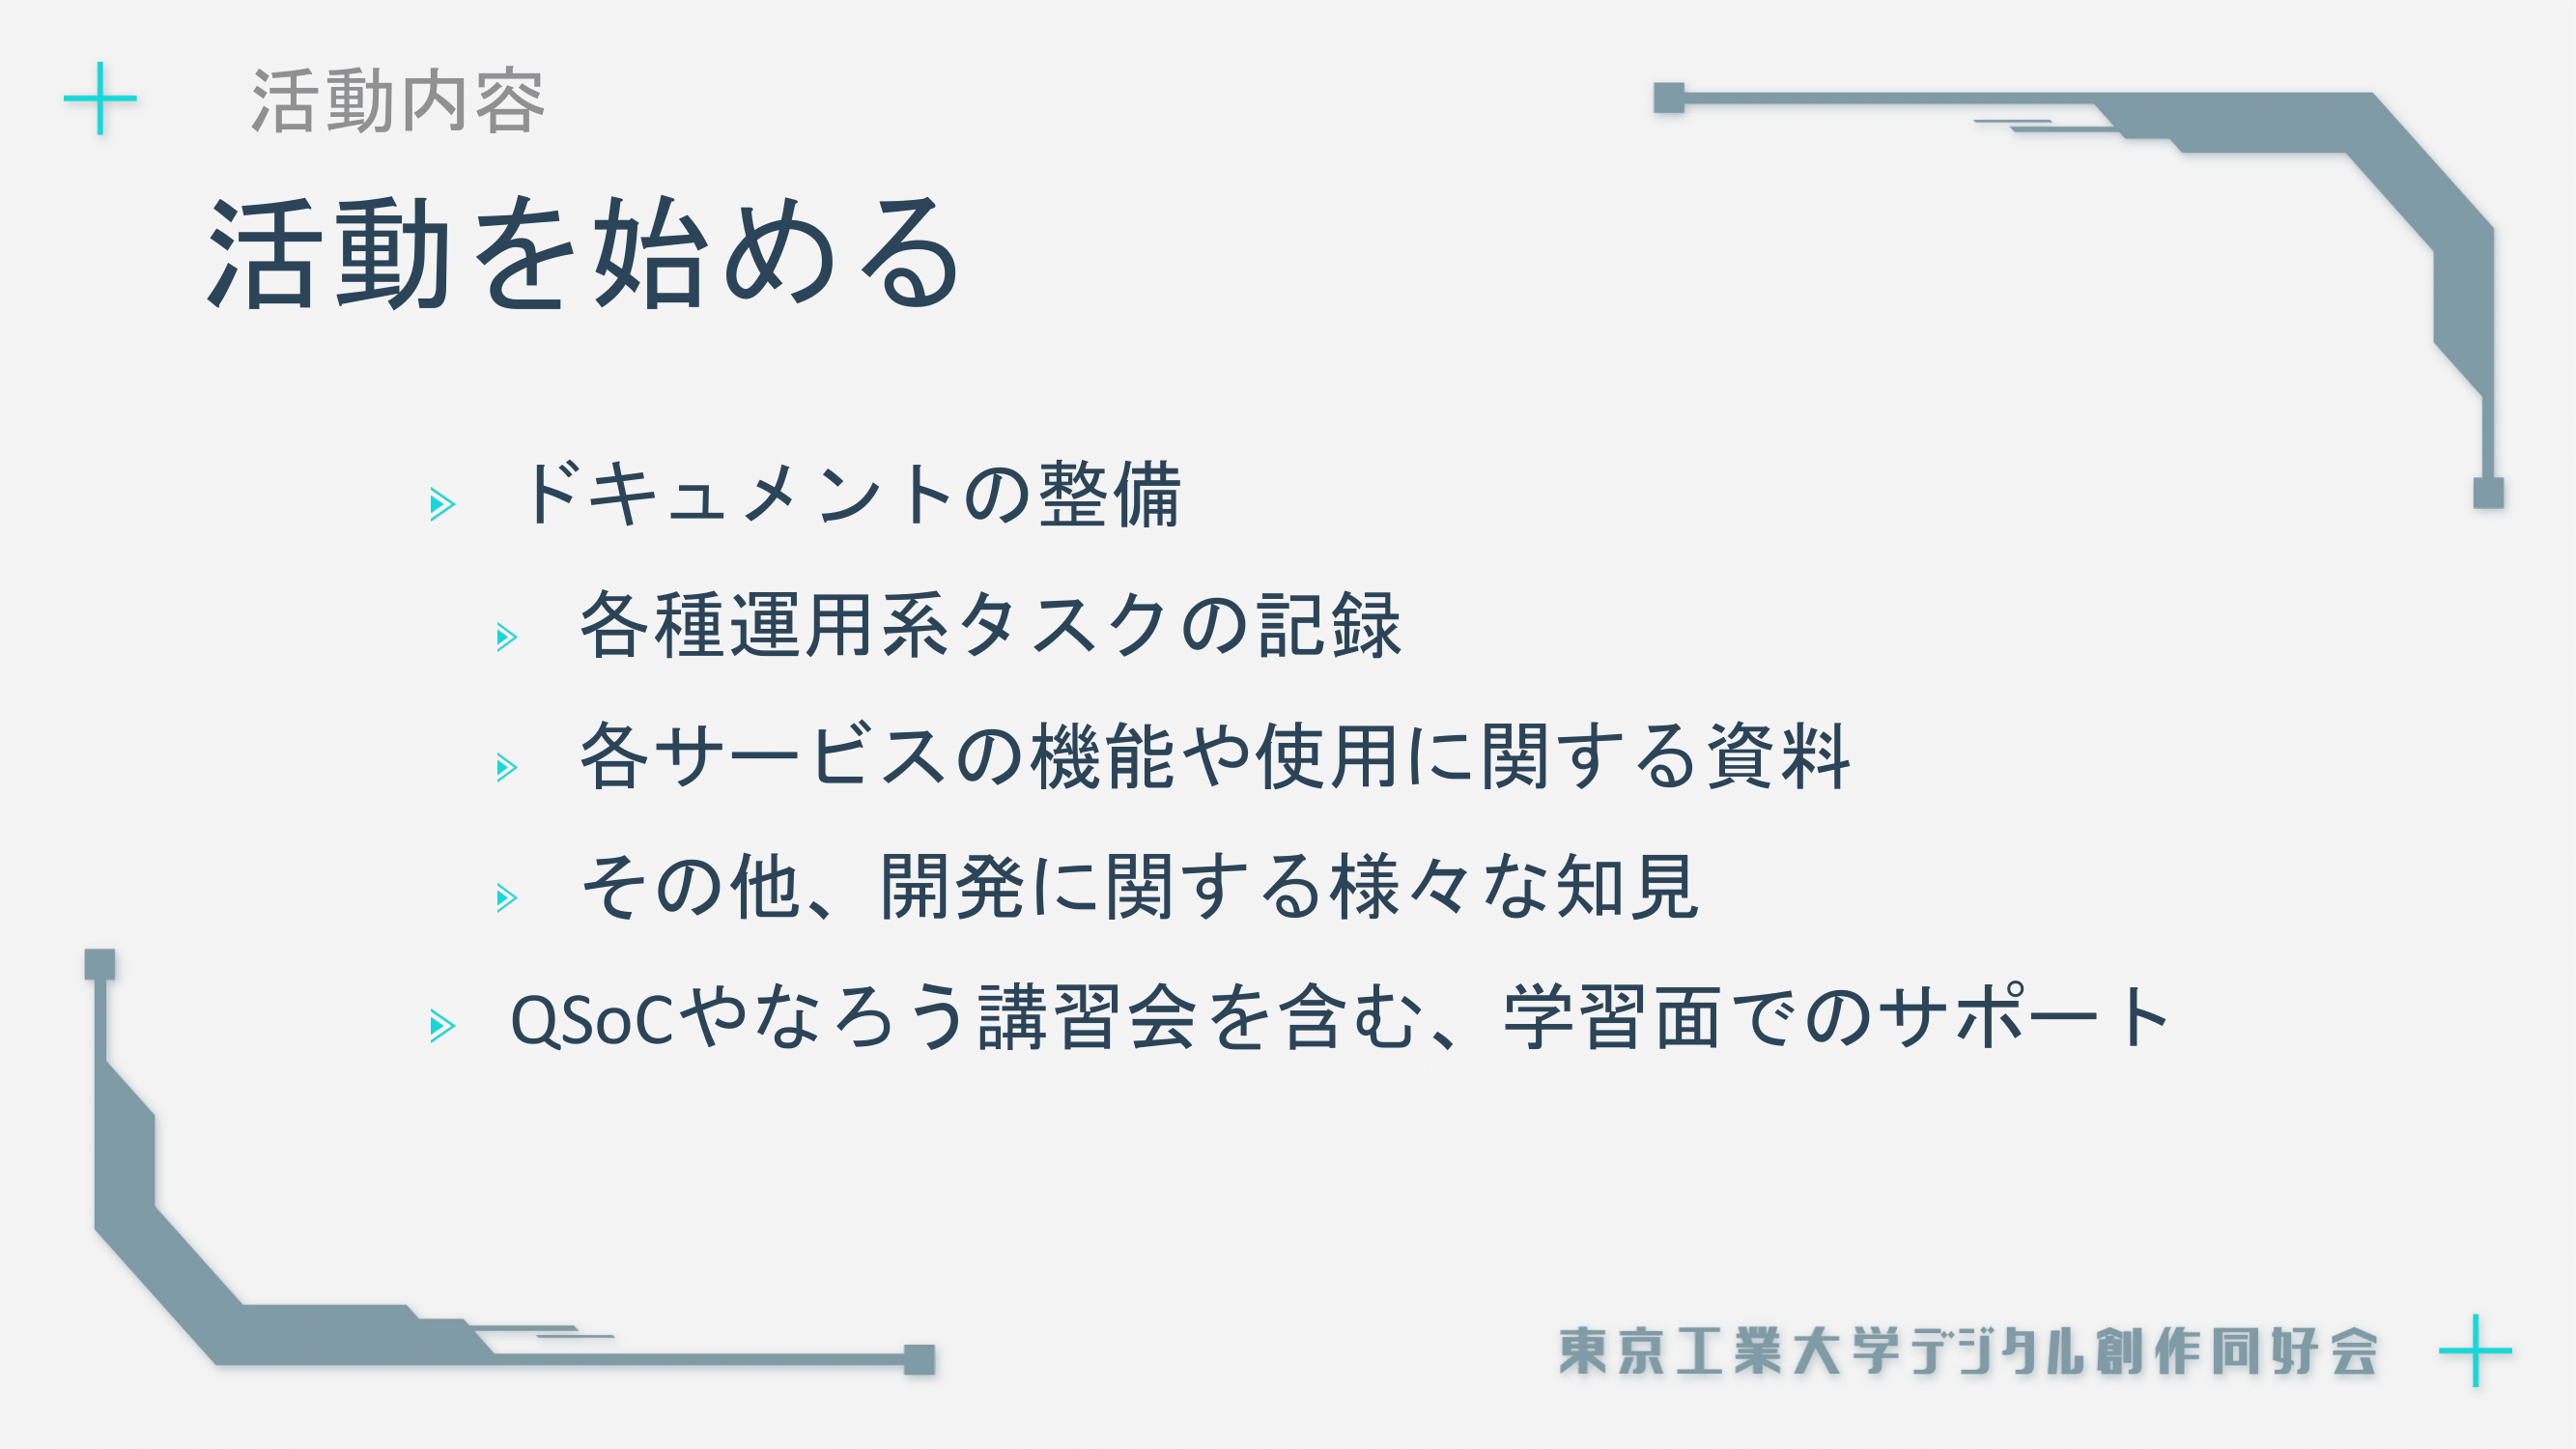 活動内容
活動を始める
ドキュメントの整備
各種運用系タスクの記録
各サービスの機能や使用に関する資料
その他、開発に関する様々な知見
QSoCやなろう講習会を含む、学習面でのサポート
東京工業大学デジタル創作同好会